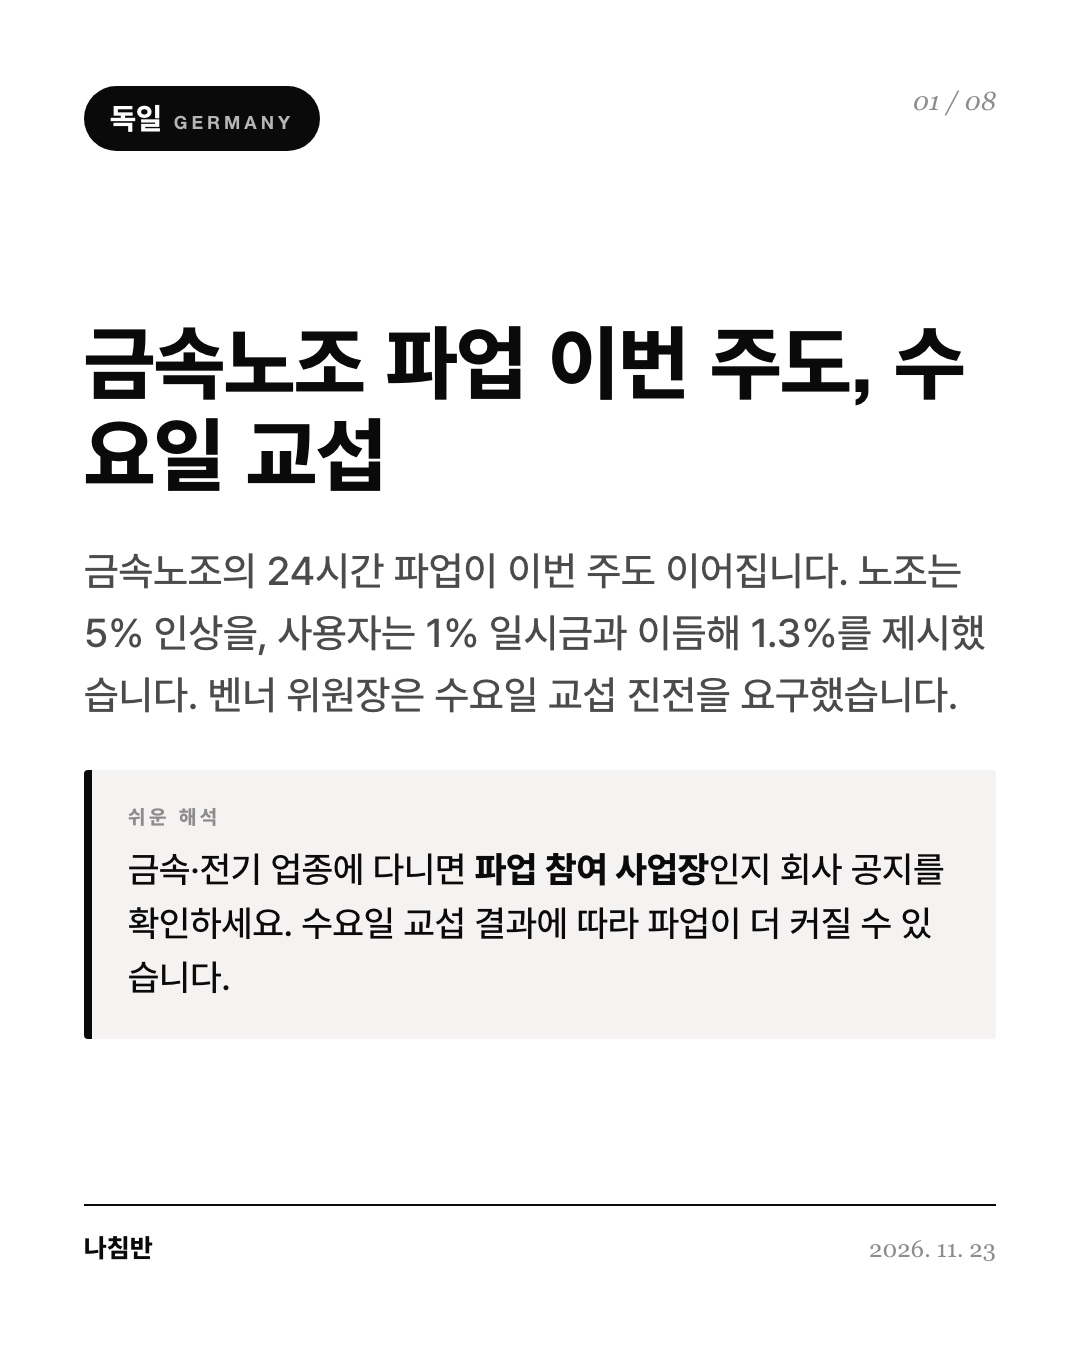 독일 GERMANY
01 / 08
금속노조 파업 이번 주도, 수
요일 교섭
금속노조의 24시간 파업이 이번 주도 이어집니다. 노조는
5% 인상을, 사용자는 1% 일시금과 이듬해 1.3%를 제시했
습니다. 벤너 위원장은 수요일 교섭 진전을 요구했습니다.
쉬운 해석
금속·전기 업종에 다니면 파업 참여 사업장인지 회사 공지를
확인하세요. 수요일 교섭 결과에 따라 파업이 더 커질 수 있
습니다.
나침반
2026. 11. 23